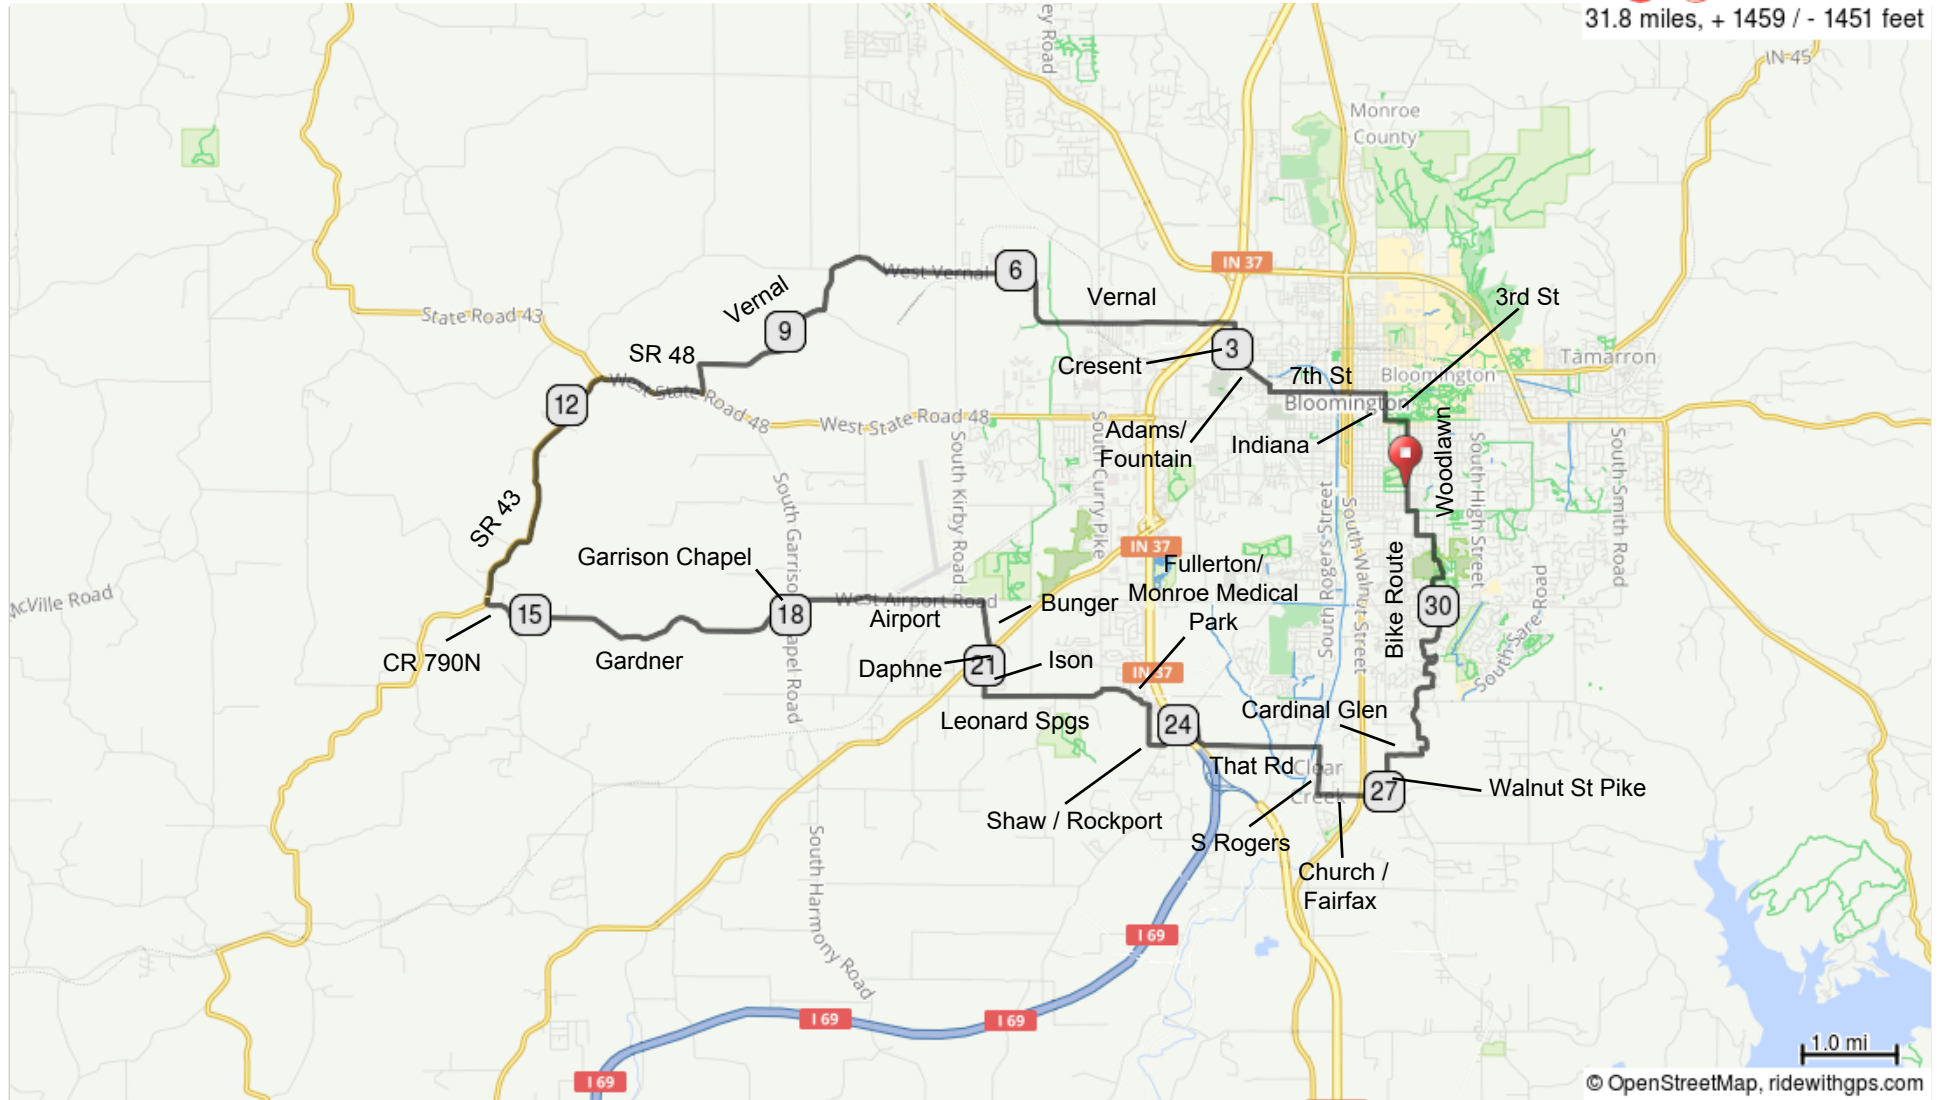 31.8 miles, + 1459 / - 1451 feet
IN 45
Monroe
County
West Vernal
6
IN 37
Vernal
Vernal
3rd St
State Road 43
9
SR 48
Cresent
3
Tamarron
7th St
Bloomington
West State Road 48
12
Bloomington
West State Road 48
Adams/
Fountain
Indiana
Woodlawn
South Curry Pike
South Kirby Road
South High Street
South Smith Road
South Rogers Street
South Walnut Street
SR 43
IN 37
Garrison Chapel
Fullerton/
Monroe Medical
Park
Bike Route
McVille Road
15
18
West Airport Road
Airport
Bunger
30
South Sare Road
CR 790N
Gardner
Daphne
21
Ison
IN 37
Leonard Spgs
24
Cardinal Glen
That Rd
Clear
Creek
27
Walnut St Pike
Shaw / Rockport
S Rogers
Church /
Fairfax
South Harmony Road
I 69
I 69
I 69
I 69
1.0 mi
© OpenStreetMap, ridewithgps.com